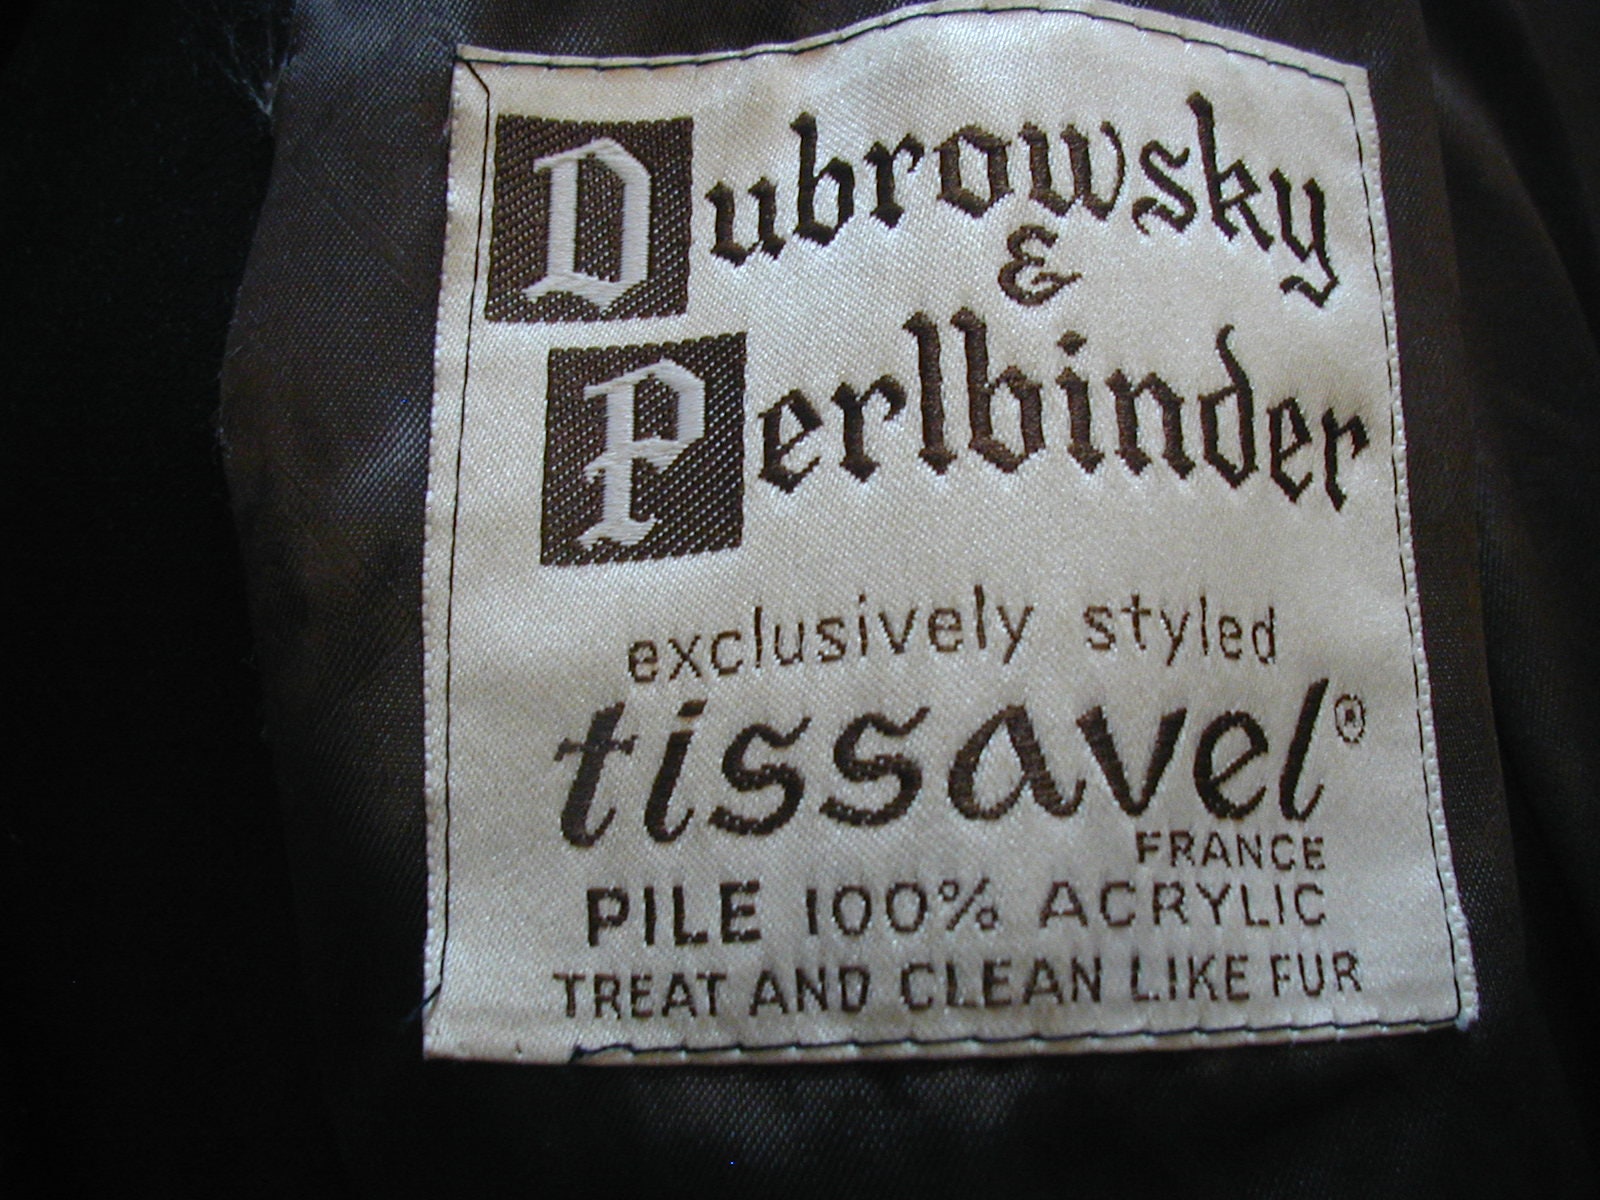 Dubrowsky
&
Perlbinder
exclusively styled
tissavel®
FRANCE
PILE 100% ACRYLIC
TREAT AND CLEAN LIKE FUR